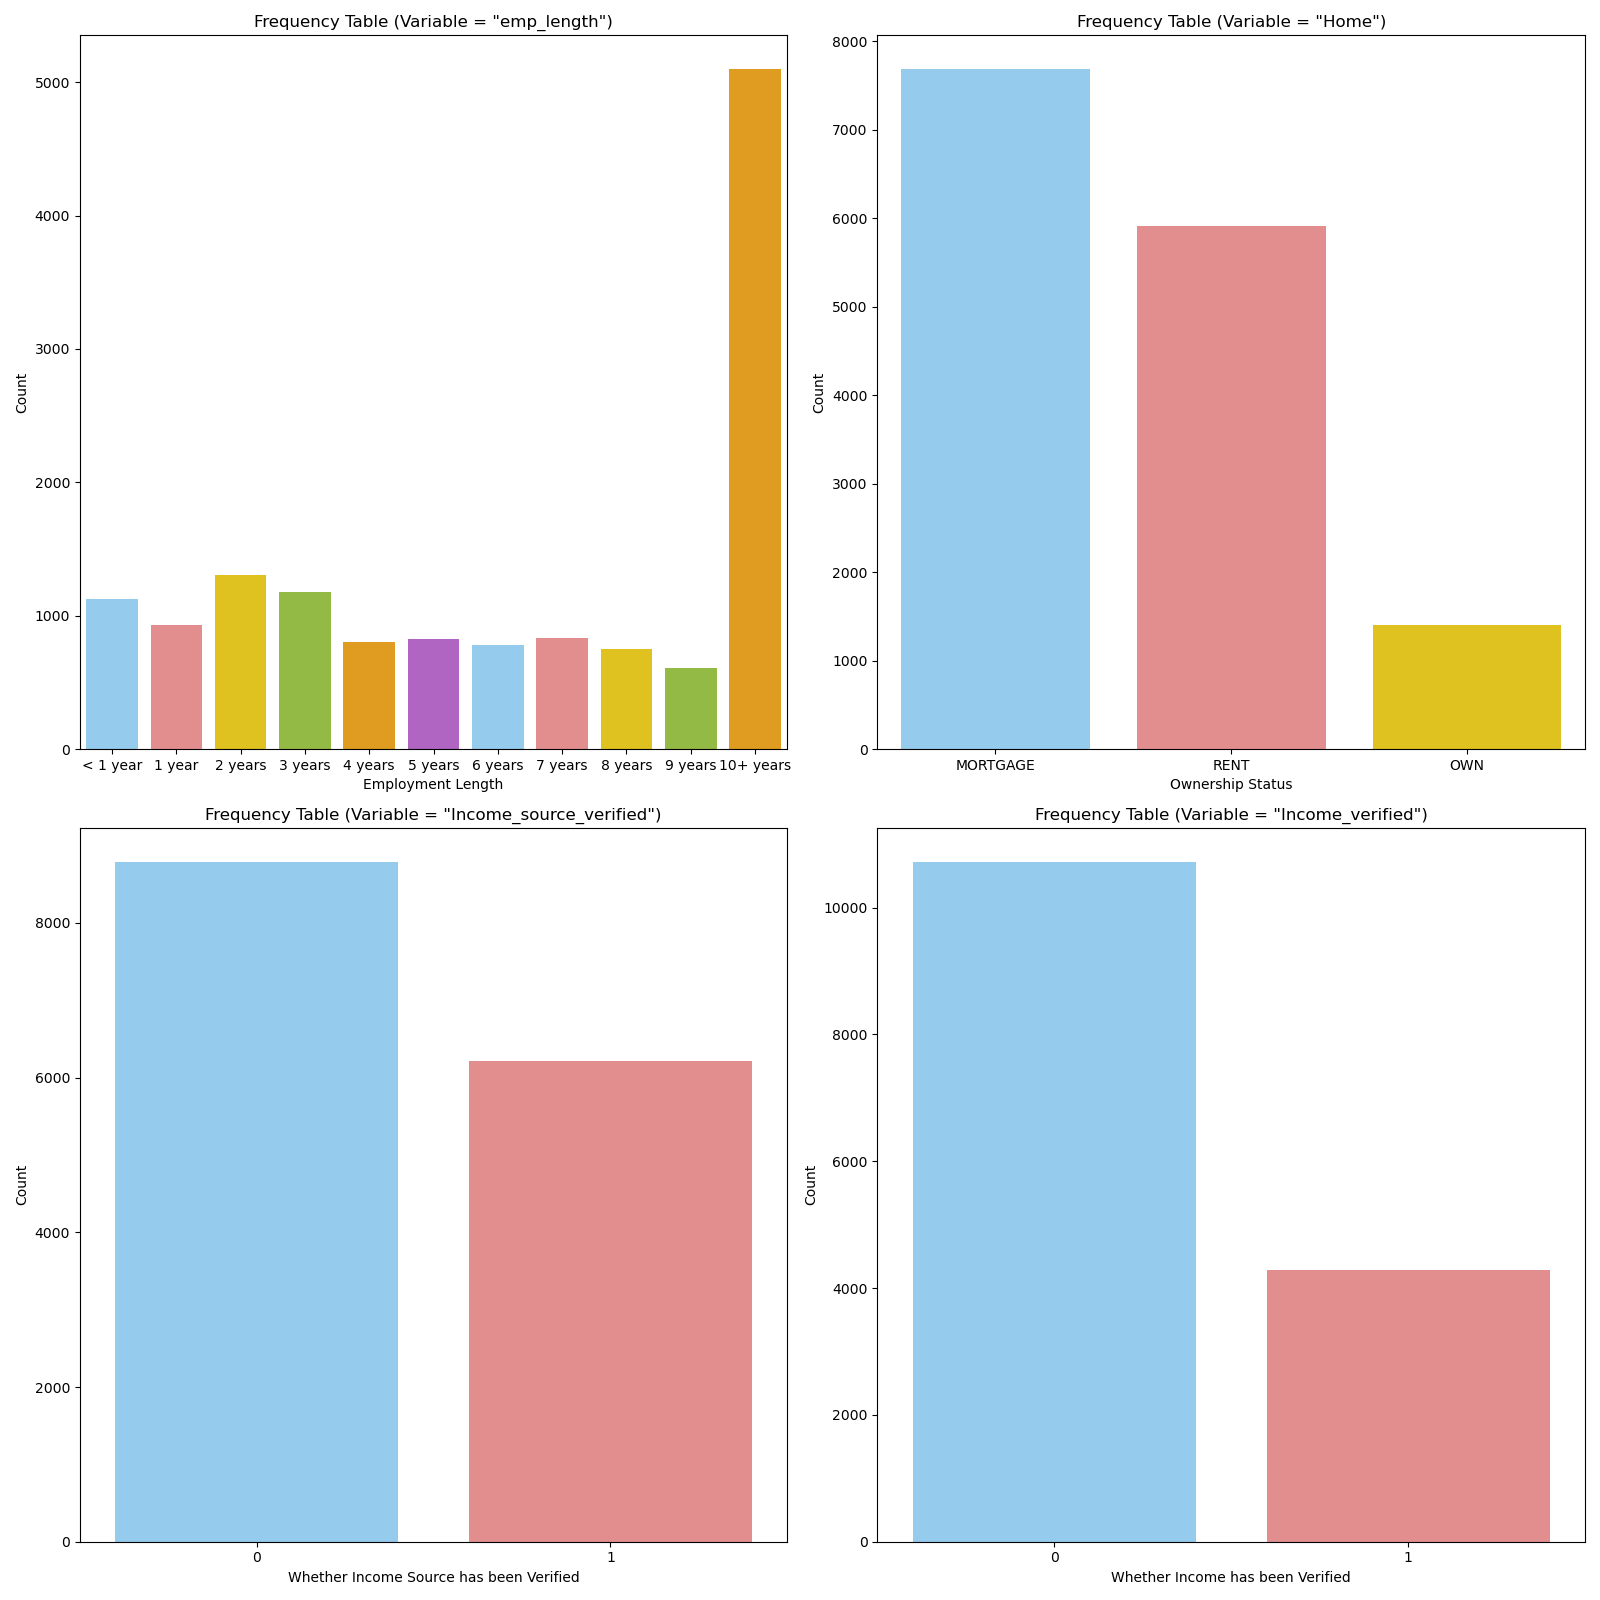 Frequency Table (Variable = "emp_length")
Count
5000
4000
3000
2000
1000
0
< 1 year 1 year 2 years 3 years 4 years 5 years 6 years 7 years 8 years 9 years 10+ years
Employment Length
Frequency Table (Variable = "Home")
Count
8000
7000
6000
5000
4000
3000
2000
1000
0
MORTGAGE RENT OWN
Ownership Status
Frequency Table (Variable = "Income_source_verified")
Count
8000
6000
4000
2000
0
0 1
Whether Income Source has been Verified
Frequency Table (Variable = "Income_verified")
Count
10000
8000
6000
4000
2000
0
0 1
Whether Income has been Verified